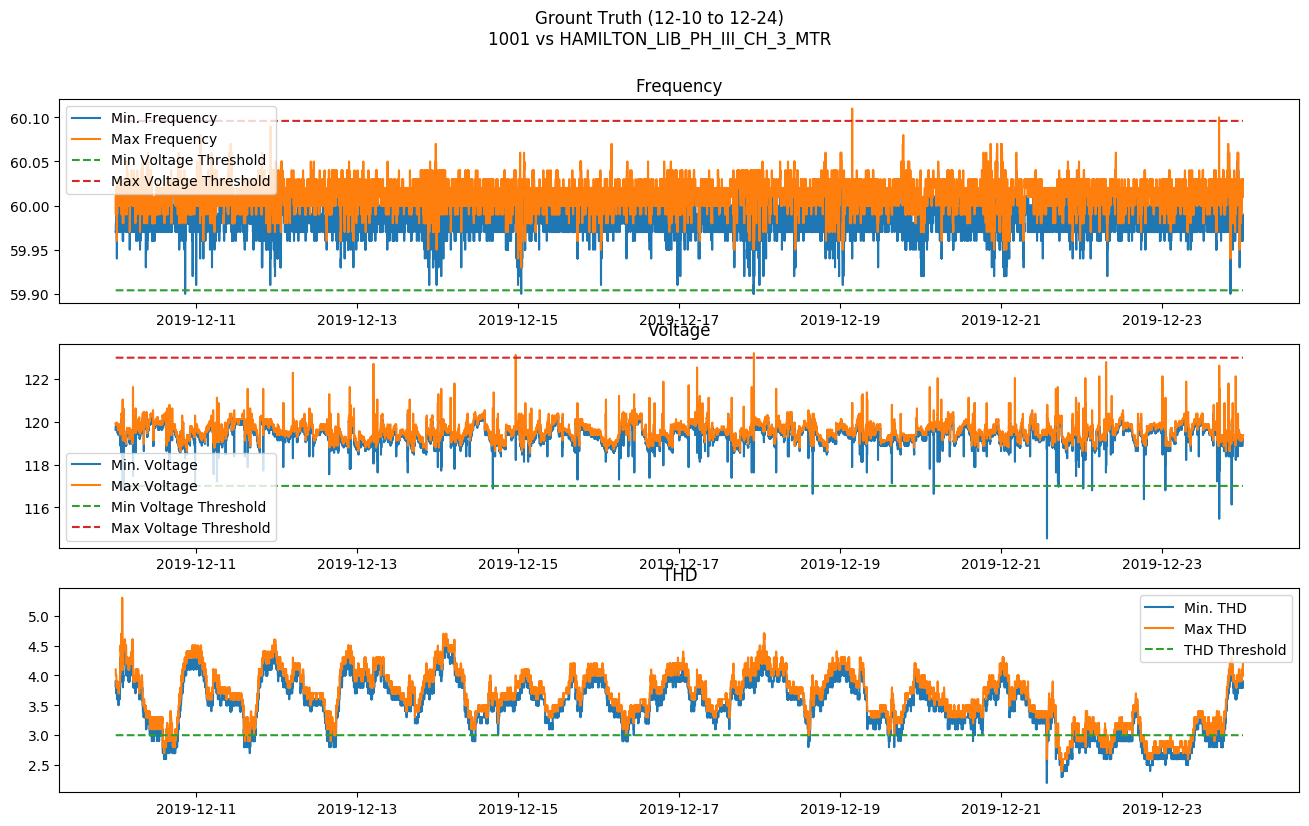 Grount Truth (12-10 to 12-24)
1001 vs HAMILTON_LIB_PH_III_CH_3_MTR
Frequency
Min. Frequency
Max Frequency
Min Voltage Threshold
Max Voltage Threshold
60.10
60.05
60.00
59.95
59.90
2019-12-11
2019-12-13
2019-12-15
2019-12-17
2019-12-19
2019-12-21
2019-12-23
Voltage
Min. Voltage
Max Voltage
Min Voltage Threshold
Max Voltage Threshold
122
120
118
116
2019-12-11
2019-12-13
2019-12-15
2019-12-17
2019-12-19
2019-12-21
2019-12-23
THD
Min. THD
Max THD
THD Threshold
5.0
4.5
4.0
3.5
3.0
2.5
2019-12-11
2019-12-13
2019-12-15
2019-12-17
2019-12-19
2019-12-21
2019-12-23